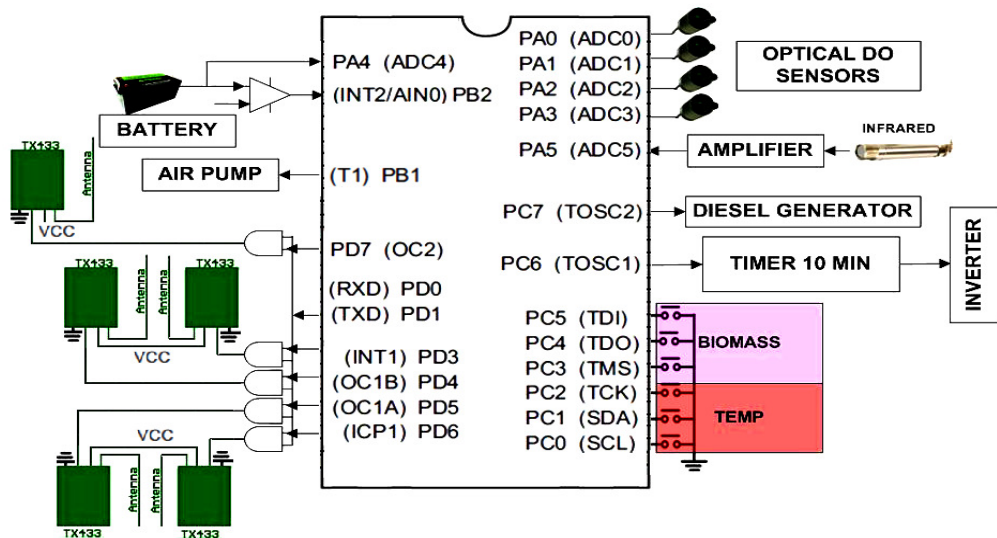 PA4 (ADC4)
(INT2/AIN0) PB2
BATTERY
AIR PUMP
(T1) PB1
TX433
Antenna
VCC
PD7 (OC2)
(RXD) PD0
(TXD) PD1
(INT1) PD3
(OC1B) PD4
(OC1A) PD5
(ICP1) PD6
TX433
Antenna
Antenna
TX433
VCC
VCC
Antenna
Antenna
TX433
TX433
PA0 (ADC0)
PA1 (ADC1)
PA2 (ADC2)
PA3 (ADC3)
OPTICAL DO
SENSORS
PA5 (ADC5)
AMPLIFIER
INFRARED
PC7 (TOSC2)
DIESEL GENERATOR
PC6 (TOSC1)
TIMER 10 MIN
INVERTER
PC5 (TDI)
PC4 (TDO)
PC3 (TMS)
PC2 (TCK)
PC1 (SDA)
PC0 (SCL)
BIOMASS
TEMP